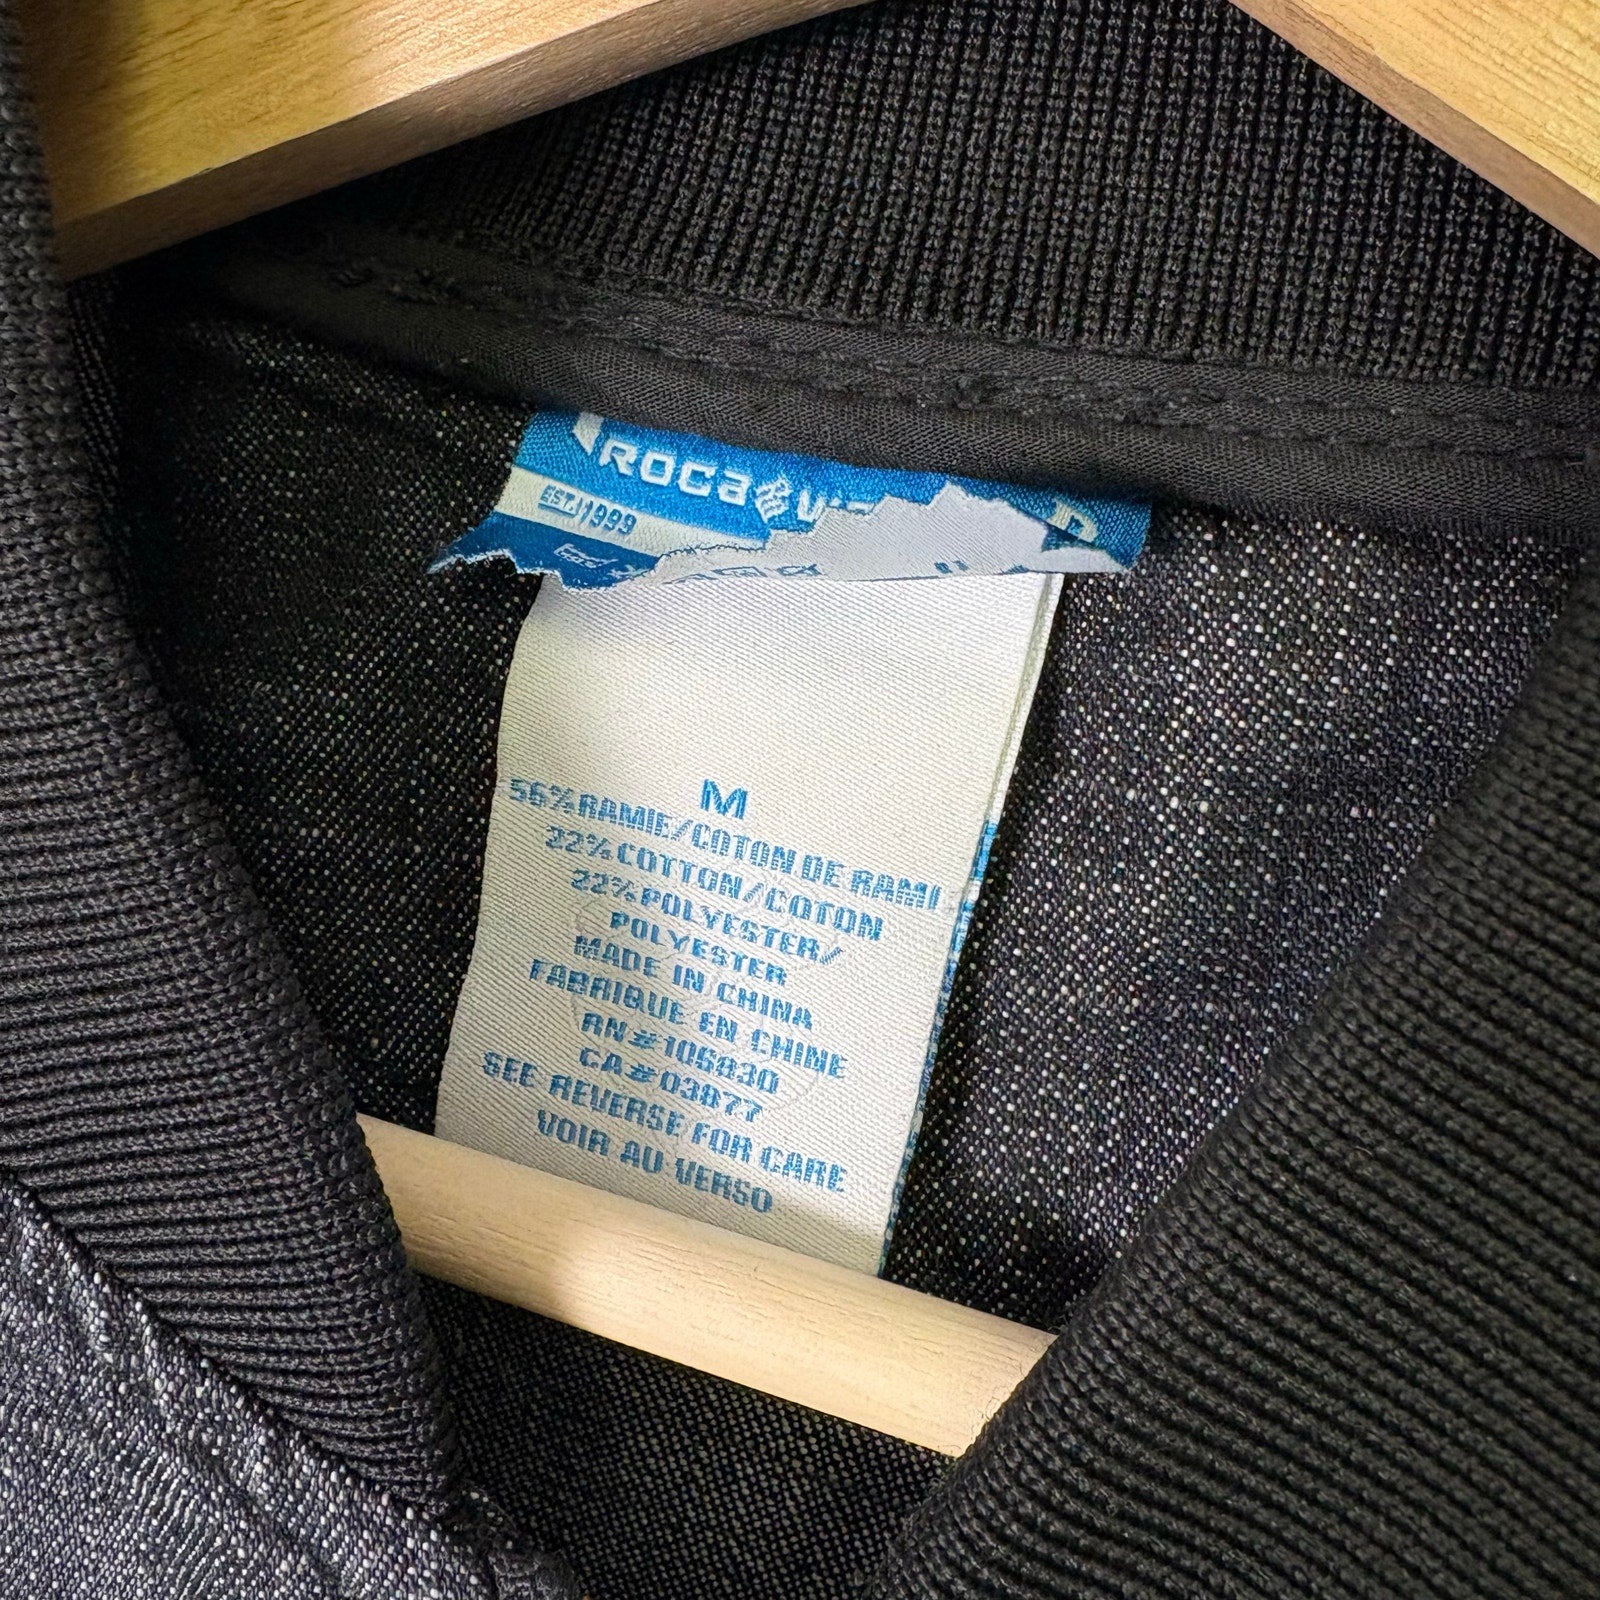 ROCA
EST. 1999
M
56% RAMIE/COTON DE RAMI
22% COTTON/COTON
22% POLYESTER/
POLYESTER
MADE IN CHINA
FABRIQUE EN CHINE
RN# 106830
CA# 03877
SEE REVERSE FOR CARE
VOIR AU VERSO